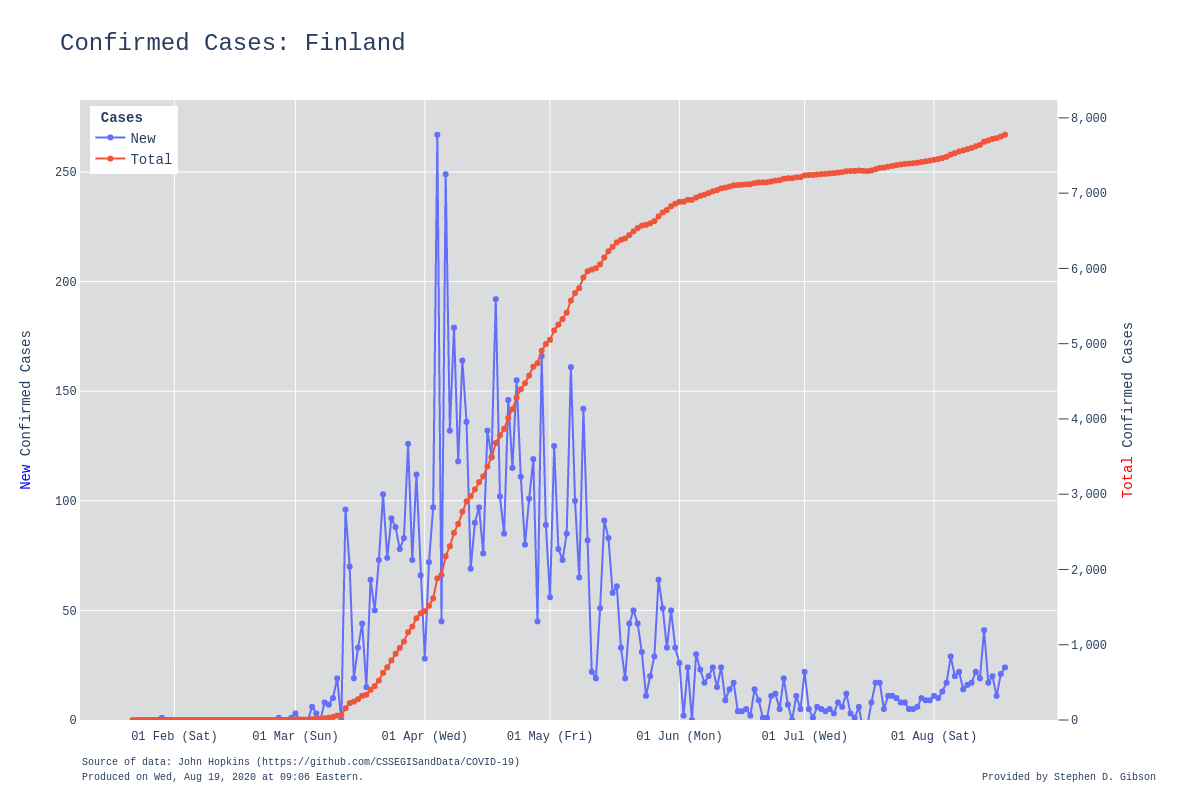 Confirmed Cases: Finland
Cases
New
Total
250
200
150
100
50
0
New Confirmed Cases
8,000
7,000
6,000
5,000
4,000
3,000
2,000
1,000
0
Total Confirmed Cases
01 Feb (Sat)
01 Mar (Sun)
01 Apr (Wed)
01 May (Fri)
01 Jun (Mon)
01 Jul (Wed)
01 Aug (Sat)
Source of data: John Hopkins (https://github.com/CSSEGISandData/COVID-19)
Produced on Wed, Aug 19, 2020 at 09:06 Eastern.
Provided by Stephen D. Gibson